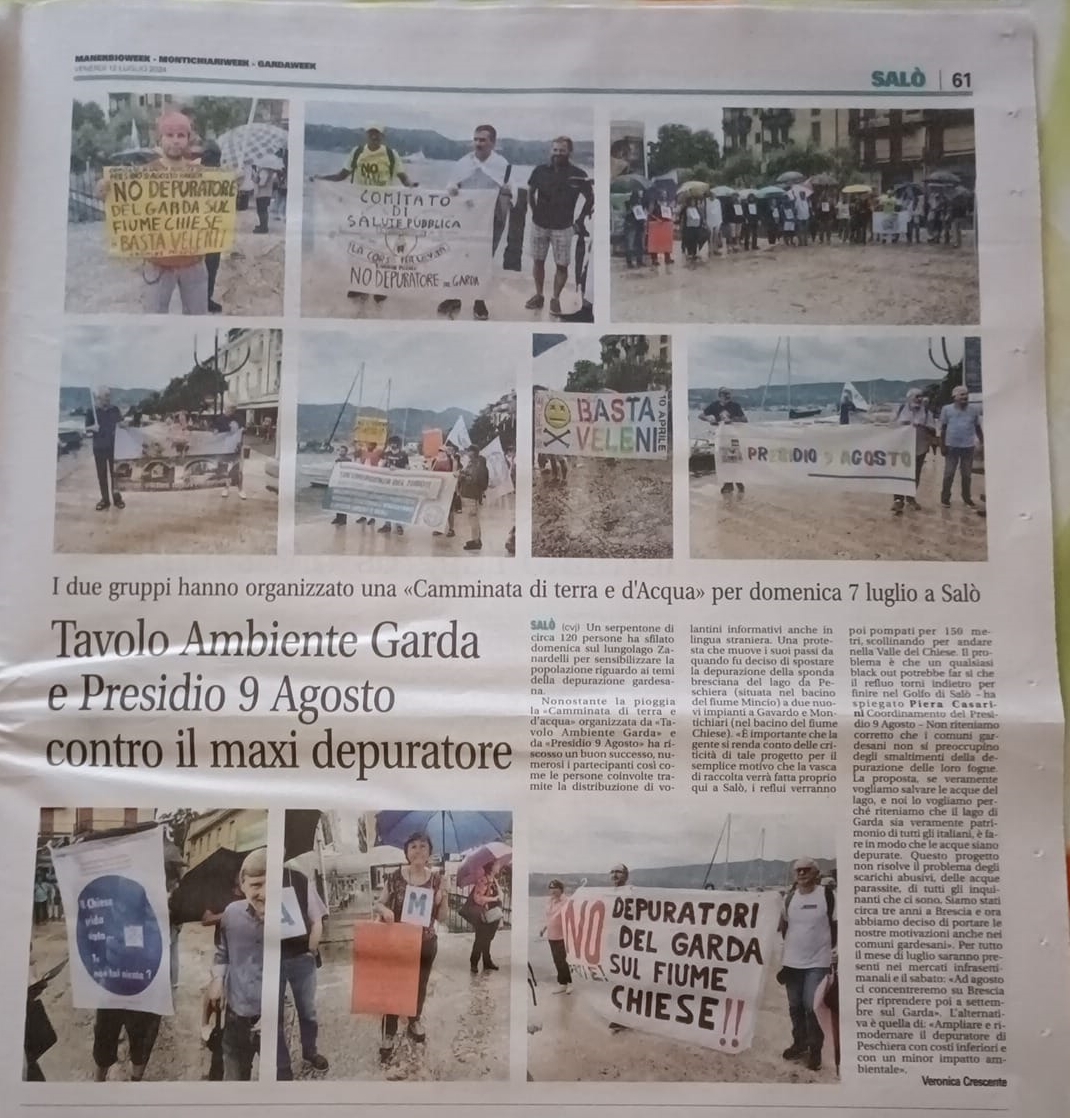 MANERBIOWEEK - MONTICHIARIWEEK - GARDAWEEK
VENERDÌ 12 LUGLIO 2024
SALÒ | 61
NO DEPURATORE
DEL GARDA SUL
FIUME CHIESE
BASTA VELENI
NO
COMITATO
DI
SALUTE PUBBLICA
NO DEPURATORE DEL GARDA
BASTA
VELENI
10 APRILE
PRESIDIO 9 AGOSTO
I due gruppi hanno organizzato una «Camminata di terra e d'Acqua» per domenica 7 luglio a Salò
Tavolo Ambiente Garda
e Presidio 9 Agosto
contro il maxi depuratore
SALÒ (cvj) Un serpentone di
circa 120 persone ha sfilato
domenica sul lungolago Za-
nardelli per sensibilizzare la
popolazione riguardo ai temi
della depurazione gardesa-
na.
Nonostante la pioggia
la «Camminata di terra e
d'acqua» organizzata da «Ta-
volo Ambiente Garda» e
da «Presidio 9 Agosto» ha ri-
scosso un buon successo, nu-
merosi i partecipanti così co-
me le persone coinvolte tra-
mite la distribuzione di vo-
lantini informativi anche in
lingua straniera. Una prote-
sta che muove i suoi passi da
quando fu deciso di spostare
la depurazione della sponda
bresciana del lago da Pe-
schiera (situata nel bacino
del fiume Mincio) a due nuo-
vi impianti a Gavardo e Mon-
tichiari (nel bacino del fiume
Chiese). «È importante che la
gente si renda conto delle cri-
ticità di tale progetto per il
semplice motivo che la vasca
di raccolta verrà fatta proprio
qui a Salò, i reflui verranno
poi pompati per 150 me-
tri, scollinando per andare
nella Valle del Chiese. Il pro-
blema è che un qualsiasi
black out potrebbe far sì che
il refluo torni indietro per
finire nel Golfo di Salò - ha
spiegato Piera Casari-
ni Coordinamento del Presi-
dio 9 Agosto - Non riteniamo
corretto che i comuni gar-
desani non si preoccupino
degli smaltimenti della de-
purazione delle loro fogne.
La proposta, se veramente
vogliamo salvare le acque del
lago, e noi lo vogliamo per-
ché riteniamo che il lago di
Garda sia veramente patri-
monio di tutti gli italiani, è fa-
re in modo che le acque siano
depurate. Questo progetto
non risolve il problema degli
scarichi abusivi, delle acque
parassite, di tutti gli inqui-
nanti che ci sono. Siamo stati
circa tre anni a Brescia e ora
abbiamo deciso di portare le
nostre motivazioni anche nei
comuni gardesani». Per tutto
il mese di luglio saranno pre-
senti nei mercati infrasetti-
manali e il sabato: «Ad agosto
ci concentreremo su Brescia
per riprendere poi a settem-
bre sul Garda». L'alternati-
va è quella di: «Ampliare e ri-
modernare il depuratore di
Peschiera con costi inferiori e
con un minor impatto am-
bientale».
Veronica Crescente
Il Chiese
grida
aiuto...
Tu
non hai niente ?
A
M
NO DEPURATORI
DEL GARDA
SUL FIUME
CHIESE!!